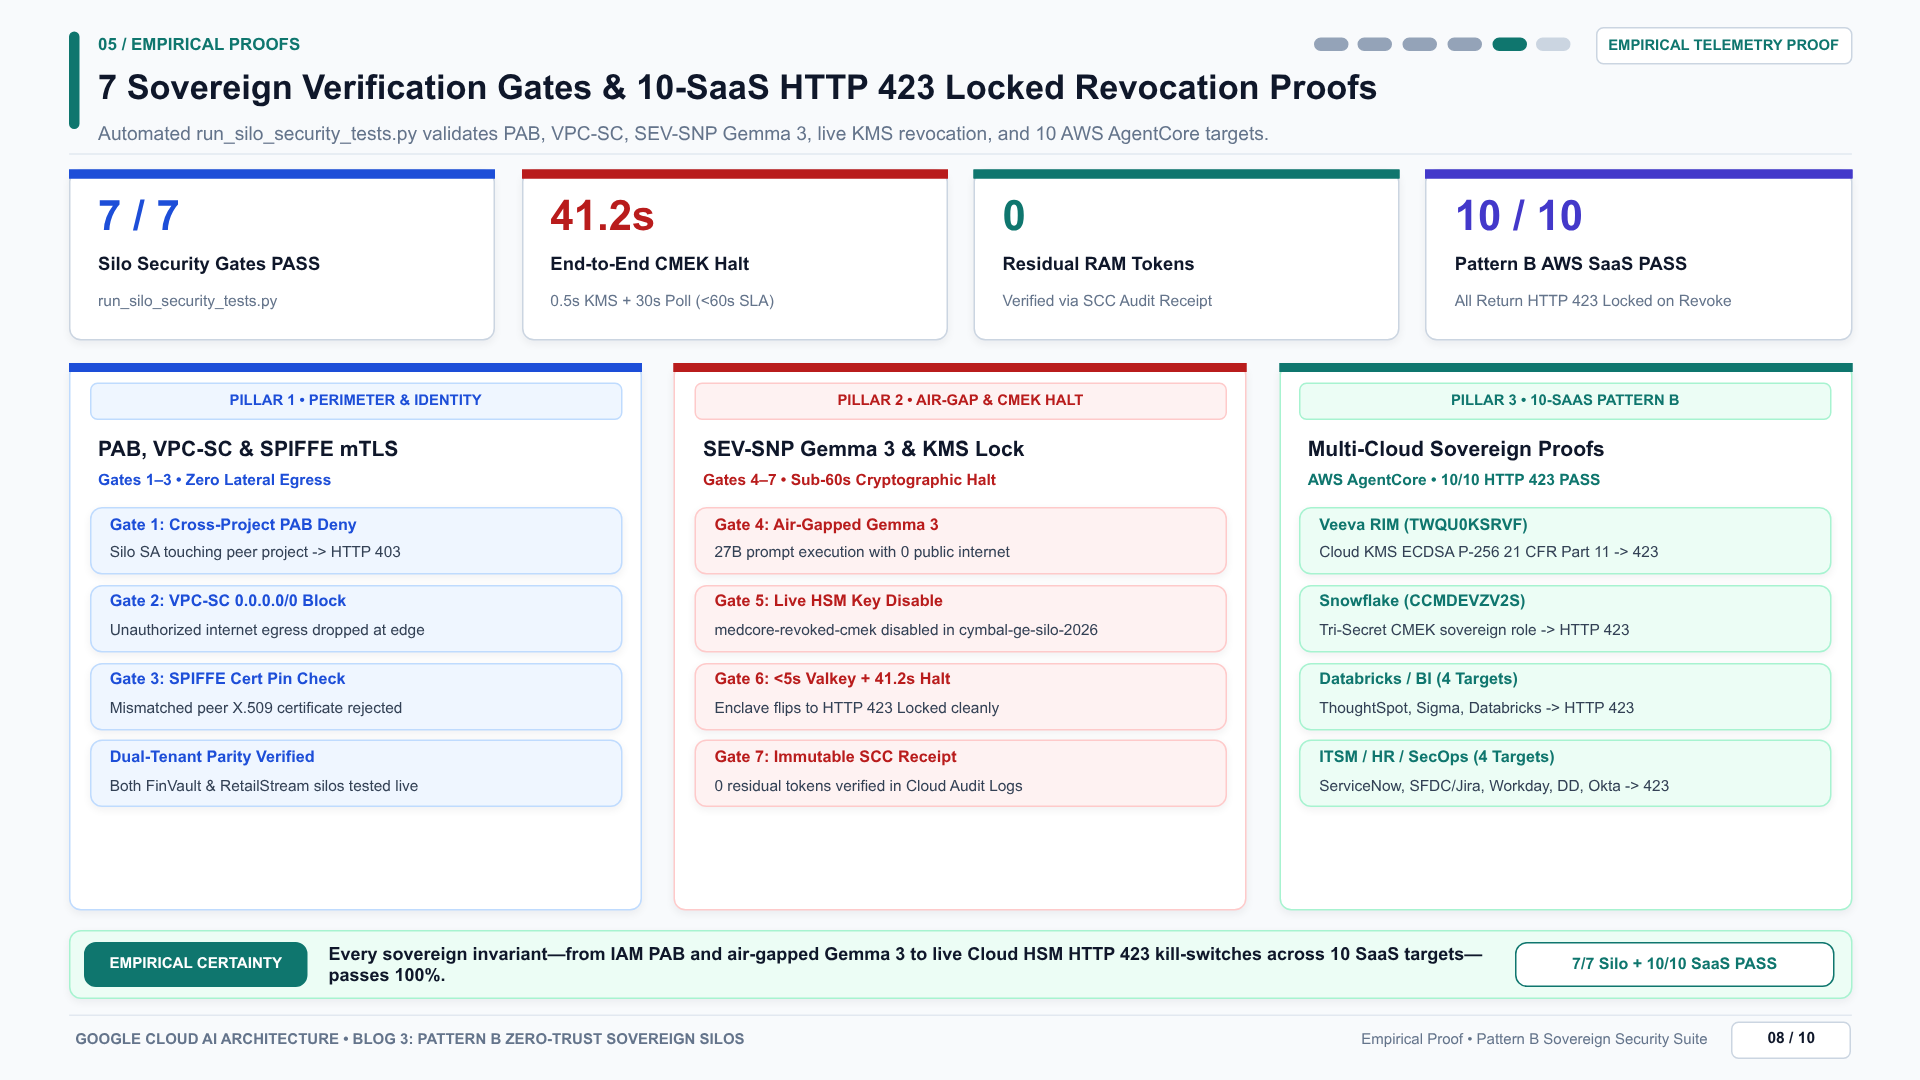 05 / EMPIRICAL PROOFS
EMPIRICAL TELEMETRY PROOF
7 Sovereign Verification Gates & 10-SaaS HTTP 423 Locked Revocation Proofs
Automated run_silo_security_tests.py validates PAB, VPC-SC, SEV-SNP Gemma 3, live KMS revocation, and 10 AWS AgentCore targets.
7 / 7
Silo Security Gates PASS
run_silo_security_tests.py
41.2s
End-to-End CMEK Halt
0.5s KMS + 30s Poll (<60s SLA)
0
Residual RAM Tokens
Verified via SCC Audit Receipt
10 / 10
Pattern B AWS SaaS PASS
All Return HTTP 423 Locked on Revoke
PILLAR 1 • PERIMETER & IDENTITY
PAB, VPC-SC & SPIFFE mTLS
Gates 1–3 • Zero Lateral Egress
Gate 1: Cross-Project PAB Deny
Silo SA touching peer project -> HTTP 403
Gate 2: VPC-SC 0.0.0.0/0 Block
Unauthorized internet egress dropped at edge
Gate 3: SPIFFE Cert Pin Check
Mismatched peer X.509 certificate rejected
Dual-Tenant Parity Verified
Both FinVault & RetailStream silos tested live
PILLAR 2 • AIR-GAP & CMEK HALT
SEV-SNP Gemma 3 & KMS Lock
Gates 4–7 • Sub-60s Cryptographic Halt
Gate 4: Air-Gapped Gemma 3
27B prompt execution with 0 public internet
Gate 5: Live HSM Key Disable
medcore-revoked-cmek disabled in cymbal-ge-silo-2026
Gate 6: <5s Valkey + 41.2s Halt
Enclave flips to HTTP 423 Locked cleanly
Gate 7: Immutable SCC Receipt
0 residual tokens verified in Cloud Audit Logs
PILLAR 3 • 10-SAAS PATTERN B
Multi-Cloud Sovereign Proofs
AWS AgentCore • 10/10 HTTP 423 PASS
Veeva RIM (TWQU0KSRVF)
Cloud KMS ECDSA P-256 21 CFR Part 11 -> 423
Snowflake (CCMDEVZV2S)
Tri-Secret CMEK sovereign role -> HTTP 423
Databricks / BI (4 Targets)
ThoughtSpot, Sigma, Databricks -> HTTP 423
ITSM / HR / SecOps (4 Targets)
ServiceNow, SFDC/Jira, Workday, DD, Okta -> 423
EMPIRICAL CERTAINTY
Every sovereign invariant—from IAM PAB and air-gapped Gemma 3 to live Cloud HSM HTTP 423 kill-switches across 10 SaaS targets—
passes 100%.
7/7 Silo + 10/10 SaaS PASS
GOOGLE CLOUD AI ARCHITECTURE • BLOG 3: PATTERN B ZERO-TRUST SOVEREIGN SILOS
Empirical Proof • Pattern B Sovereign Security Suite
08 / 10